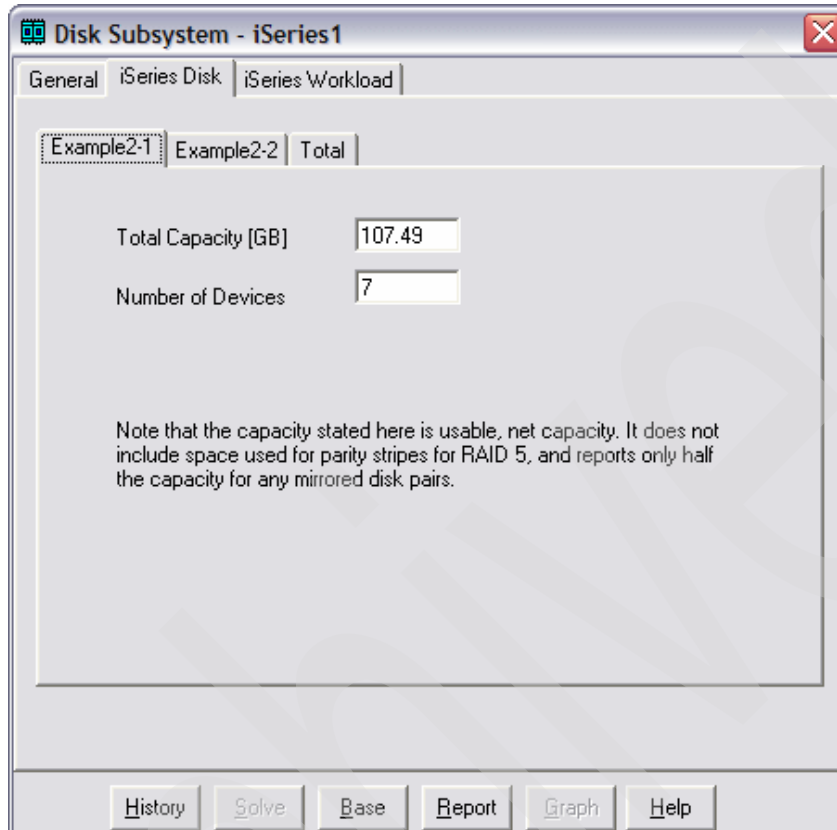 Disk Subsystem - iSeries1
General iSeries Disk iSeries Workload
Example2-1 Example2-2 Total
Total Capacity [GB] 107.49
Number of Devices 7
Note that the capacity stated here is usable, net capacity. It does not
include space used for parity stripes for RAID 5, and reports only half
the capacity for any mirrored disk pairs.
History Solve Base Report Graph Help